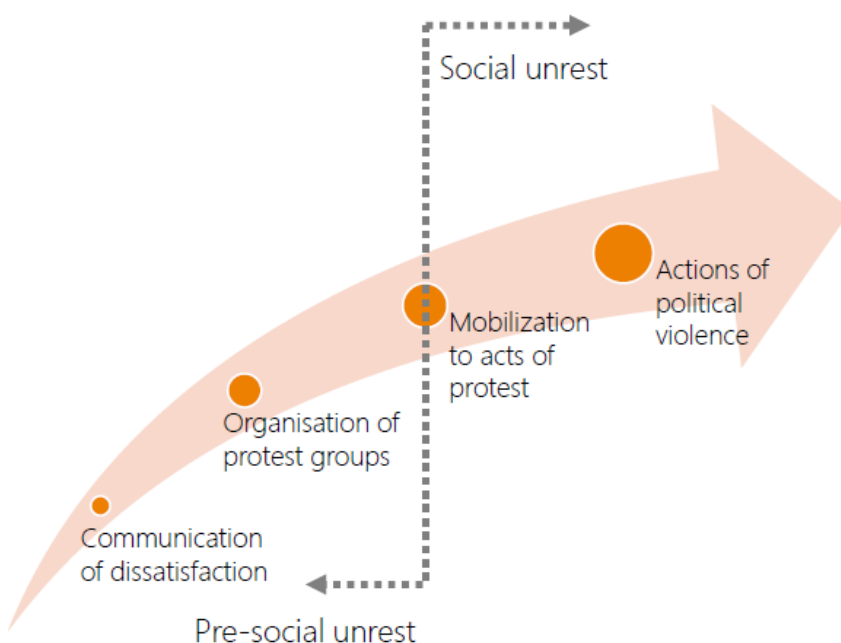 Social unrest
Actions of
political
violence
Mobilization
to acts of
protest
Organisation of
protest groups
Communication
of dissatisfaction
Pre-social unrest